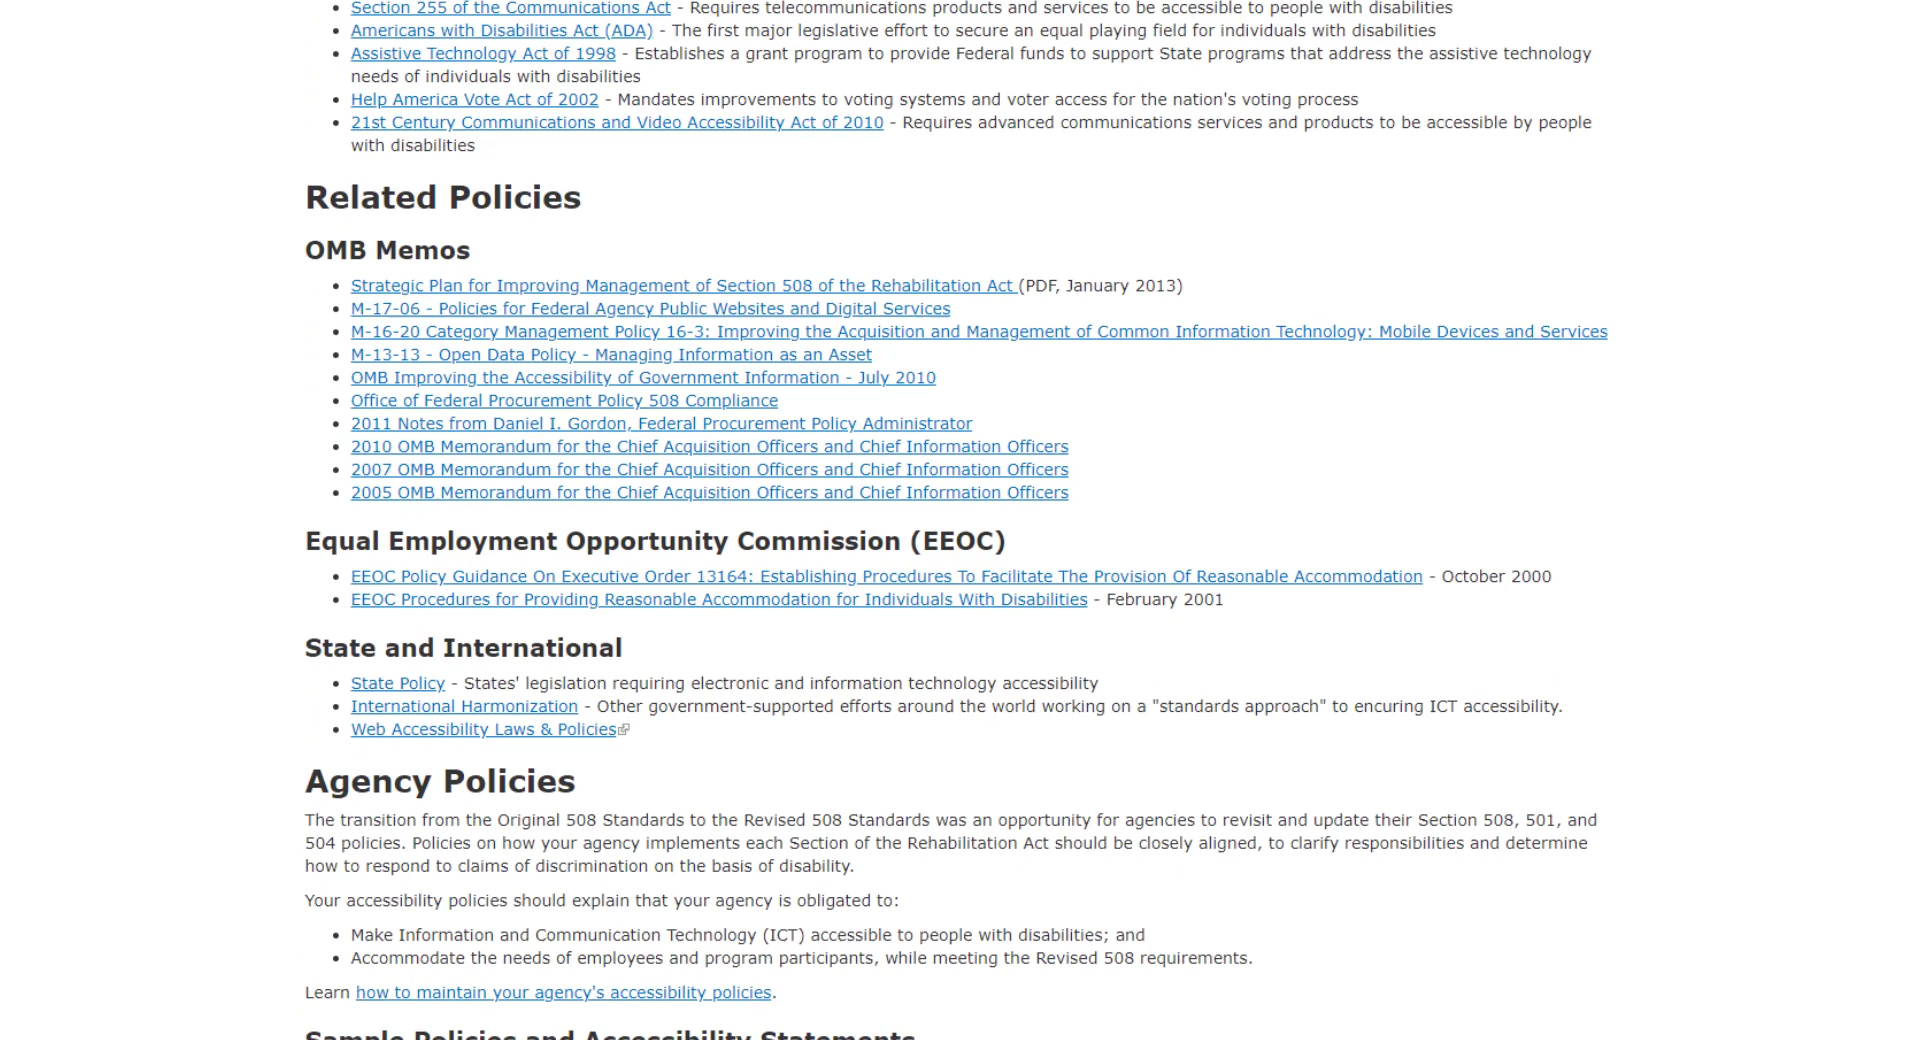 Section 255 of the Communications Act - Requires telecommunications products and services to be accessible to people with disabilities
Americans with Disabilities Act (ADA) - The first major legislative effort to secure an equal playing field for individuals with disabilities
Assistive Technology Act of 1998 - Establishes a grant program to provide Federal funds to support State programs that address the assistive technology
needs of individuals with disabilities
Help America Vote Act of 2002 - Mandates improvements to voting systems and voter access for the nation's voting process
21st Century Communications and Video Accessibility Act of 2010 - Requires advanced communications services and products to be accessible by people
with disabilities
Related Policies
OMB Memos
Strategic Plan for Improving Management of Section 508 of the Rehabilitation Act (PDF, January 2013)
M-17-06 - Policies for Federal Agency Public Websites and Digital Services
M-16-20 Category Management Policy 16-3: Improving the Acquisition and Management of Common Information Technology: Mobile Devices and Services
M-13-13 - Open Data Policy - Managing Information as an Asset
OMB Improving the Accessibility of Government Information - July 2010
Office of Federal Procurement Policy 508 Compliance
2011 Notes from Daniel I. Gordon, Federal Procurement Policy Administrator
2010 OMB Memorandum for the Chief Acquisition Officers and Chief Information Officers
2007 OMB Memorandum for the Chief Acquisition Officers and Chief Information Officers
2005 OMB Memorandum for the Chief Acquisition Officers and Chief Information Officers
Equal Employment Opportunity Commission (EEOC)
EEOC Policy Guidance On Executive Order 13164: Establishing Procedures To Facilitate The Provision Of Reasonable Accommodation - October 2000
EEOC Procedures for Providing Reasonable Accommodation for Individuals With Disabilities - February 2001
State and International
State Policy - States' legislation requiring electronic and information technology accessibility
International Harmonization - Other government-supported efforts around the world working on a "standards approach" to encuring ICT accessibility.
Web Accessibility Laws & Policies
Agency Policies
The transition from the Original 508 Standards to the Revised 508 Standards was an opportunity for agencies to revisit and update their Section 508, 501, and
504 policies. Policies on how your agency implements each Section of the Rehabilitation Act should be closely aligned, to clarify responsibilities and determine
how to respond to claims of discrimination on the basis of disability.
Your accessibility policies should explain that your agency is obligated to:
Make Information and Communication Technology (ICT) accessible to people with disabilities; and
Accommodate the needs of employees and program participants, while meeting the Revised 508 requirements.
Learn how to maintain your agency's accessibility policies.
Sample Policies and Accessibility Statements